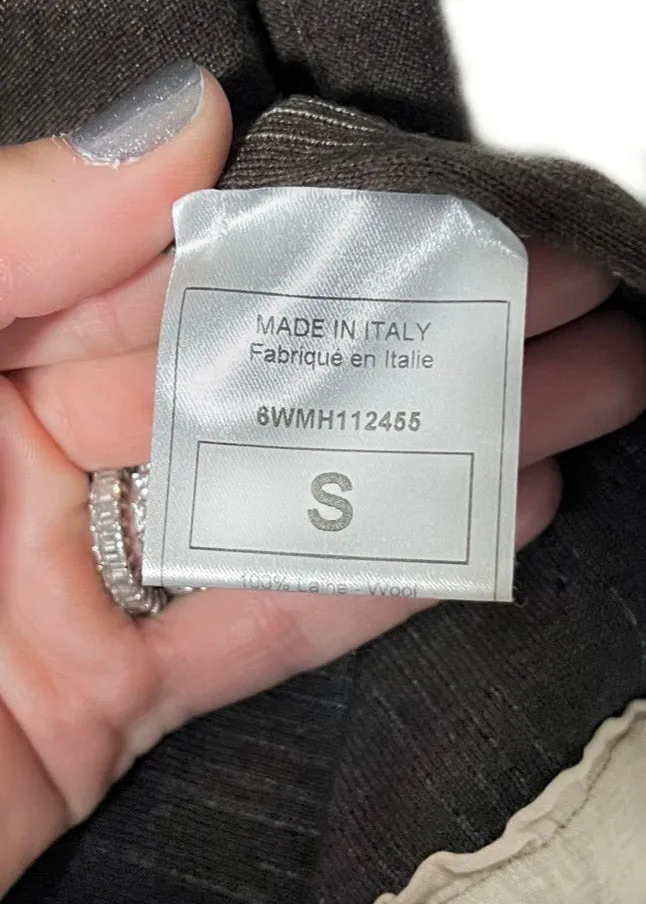 MADE IN ITALY
Fabriqué en Italie
6WMH112455
S
100% Laine - Wool